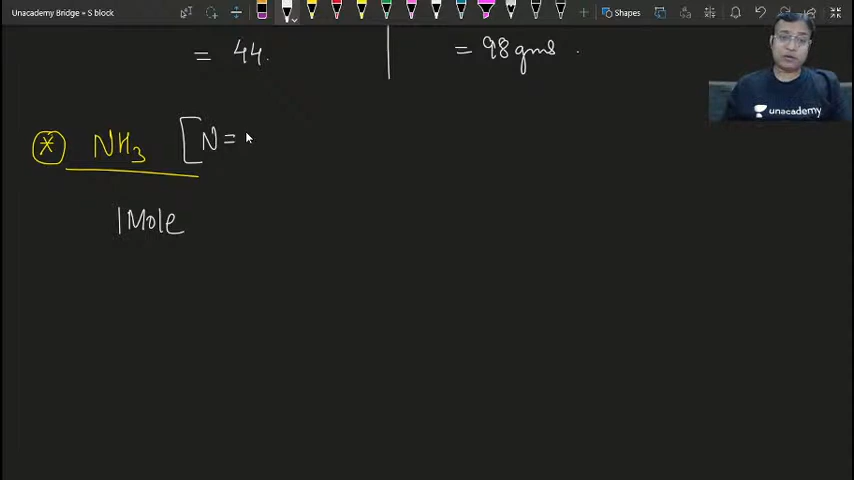 Unacademy Bridge + S block
Shapes
= 44.
= 98 gms.
unacademy
* NH3 [N =
1 Mole